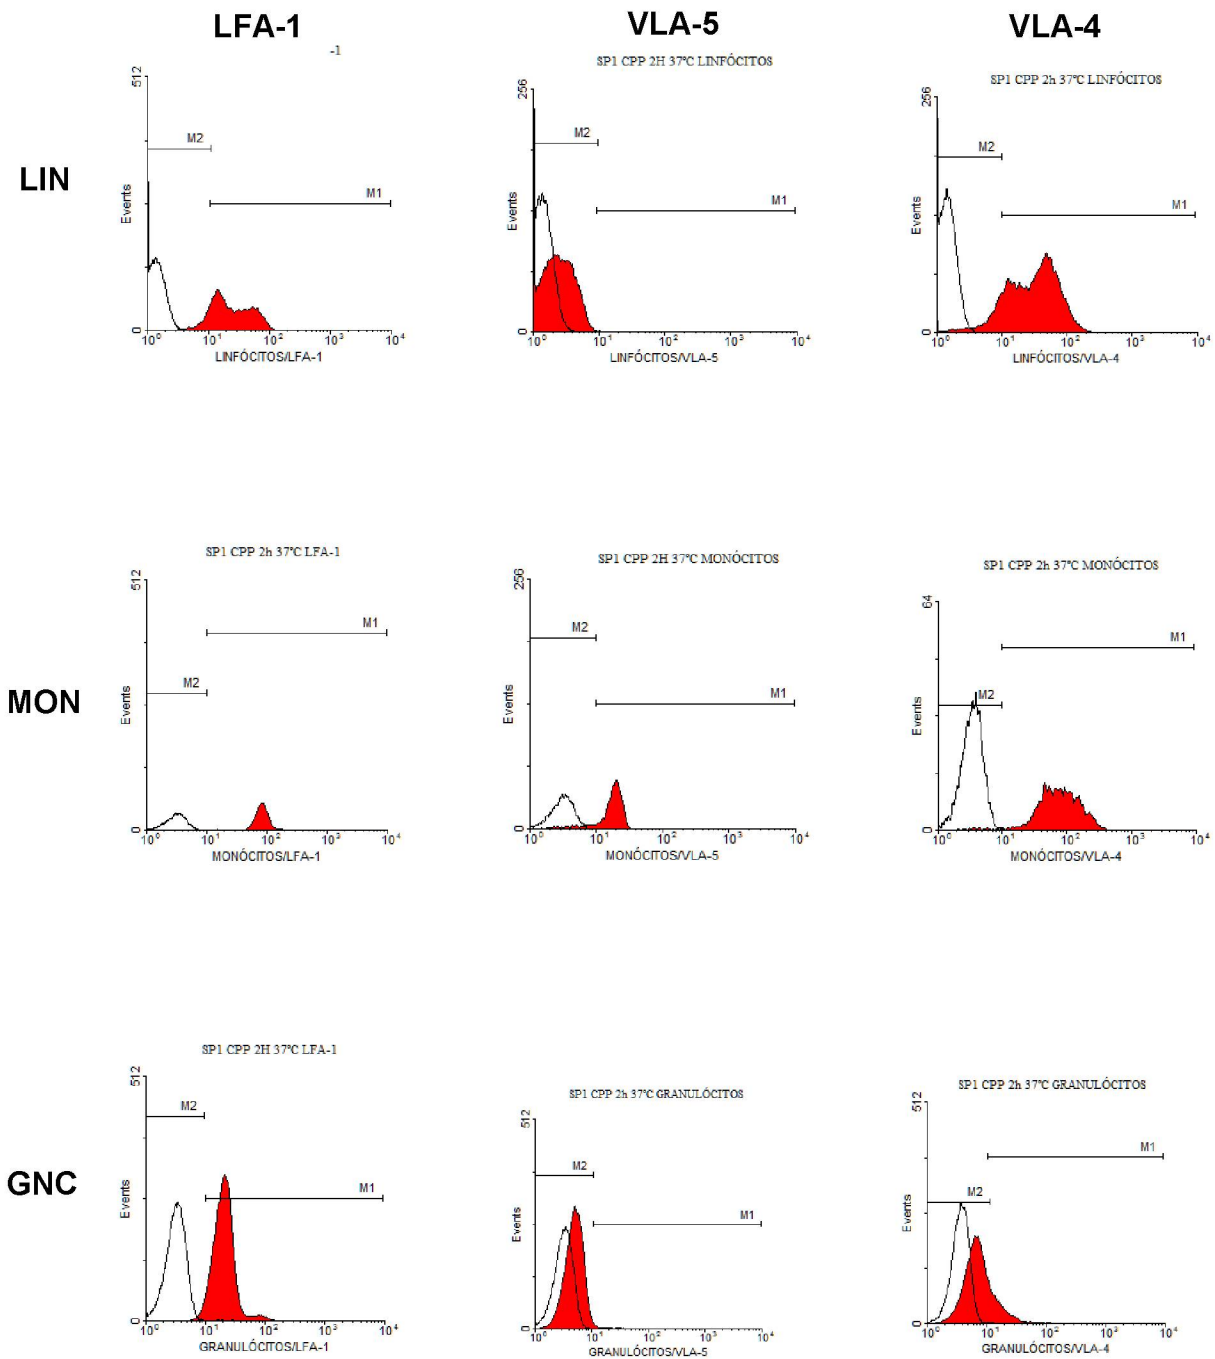 LFA-1 VLA-5 VLA-4
LIN
-1
512
0
Events
M2
M1
10⁰ 10¹ 10² 10³ 10⁴
LINFÓCITOS/LFA-1
SP1 CPP 2H 37ºC LINFÓCITOS
256
0
Events
M2
M1
10⁰ 10¹ 10² 10³ 10⁴
LINFÓCITOS/VLA-5
SP1 CPP 2h 37ºC LINFÓCITOS
256
0
Events
M2
M1
10⁰ 10¹ 10² 10³ 10⁴
LINFÓCITOS/VLA-4
MON
SP1 CPP 2h 37ºC LFA-1
512
0
Events
M1
M2
10⁰ 10¹ 10² 10³ 10⁴
MONÓCITOS/LFA-1
SP1 CPP 2H 37ºC MONÓCITOS
256
0
Events
M2
M1
10⁰ 10¹ 10² 10³ 10⁴
MONÓCITOS/VLA-5
SP1 CPP 2h 37ºC MONÓCITOS
64
0
Events
M1
M2
10⁰ 10¹ 10² 10³ 10⁴
MONÓCITOS/VLA-4
GNC
SP1 CPP 2H 37ºC LFA-1
512
0
Events
M2
M1
10⁰ 10¹ 10² 10³ 10⁴
GRANULÓCITOS/LFA-1
SP1 CPP 2h 37ºC GRANULÓCITOS
512
0
Events
M2
M1
10⁰ 10¹ 10² 10³ 10⁴
GRANULÓCITOS/VLA-5
SP1 CPP 2h 37ºC GRANULÓCITOS
512
0
Events
M1
M2
10⁰ 10¹ 10² 10³ 10⁴
GRANULÓCITOS/VLA-4